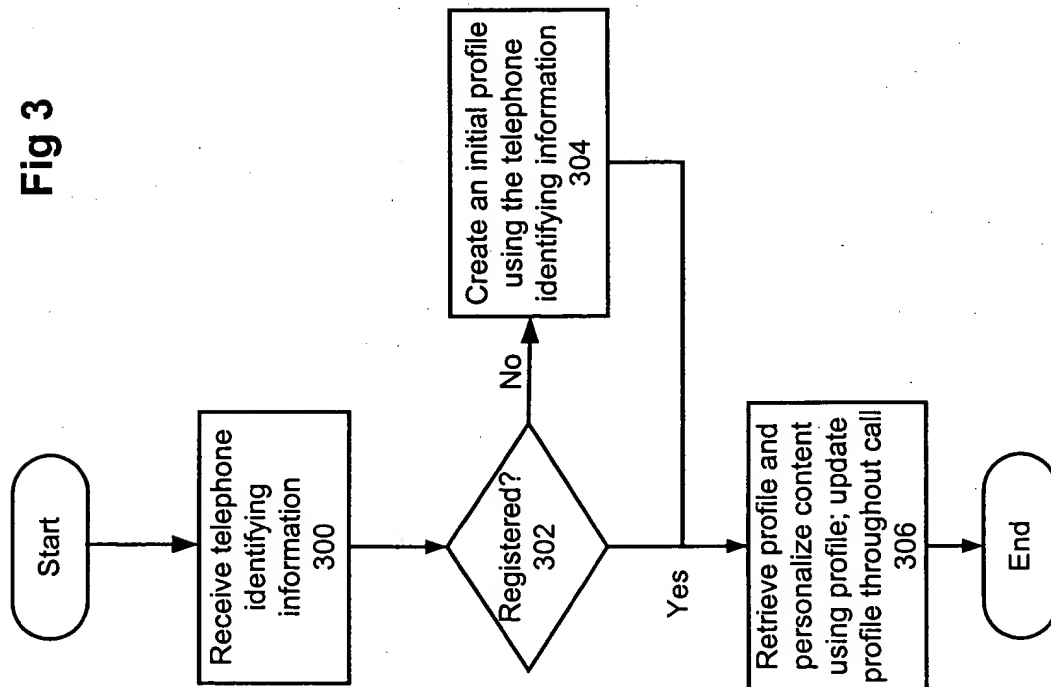 Fig 3
Start
Receive telephone
identifying
information
300
Registered?
302
No
Create an initial profile
using the telephone
identifying information
304
Yes
Retrieve profile and
personalize content
using profile; update
profile throughout call
306
End